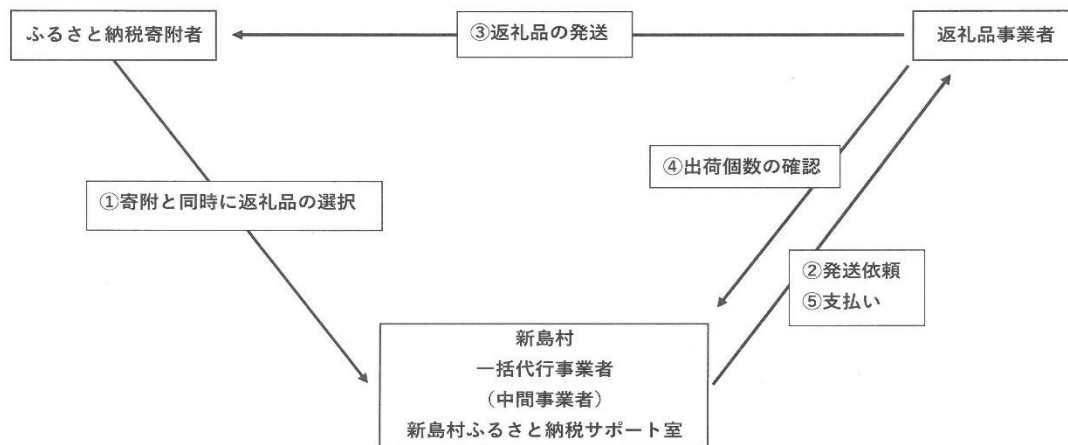 ふるさと納税寄附者
③返礼品の発送
返礼品事業者
④出荷個数の確認
①寄附と同時に返礼品の選択
②発送依頼
⑤支払い
新島村
一括代行事業者
（中間事業者）
新島村ふるさと納税サポート室